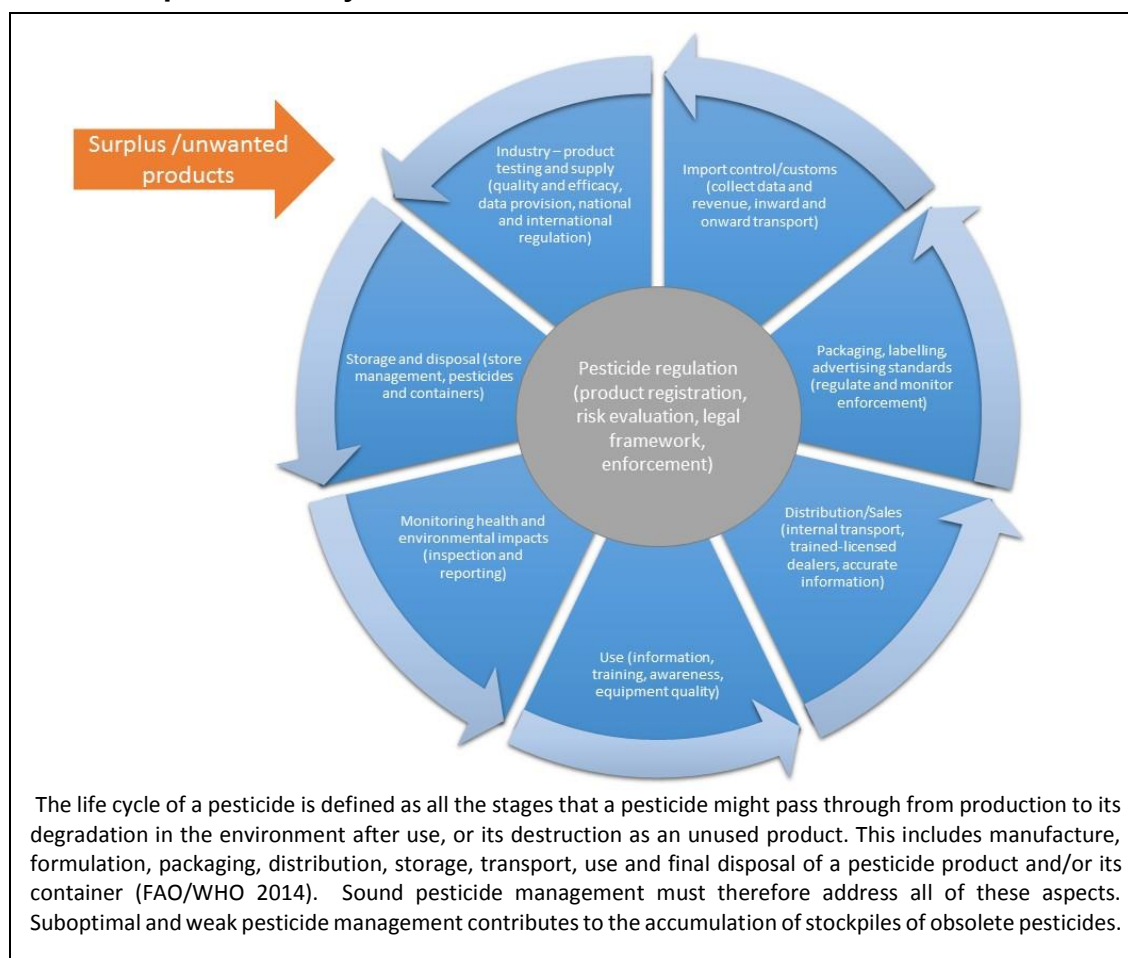 Surplus /unwanted
products
Industry – product
testing and supply
(quality and efficacy,
data provision, national
and international
regulation)
Import control/customs
(collect data and
revenue, inward and
onward transport)
Storage and disposal (store
management, pesticides
and containers)
Pesticide regulation
(product registration,
risk evaluation, legal
framework,
enforcement)
Packaging, labelling,
advertising standards
(regulate and monitor
enforcement)
Monitoring health and
environmental impacts
(inspection and
reporting)
Distribution/Sales
(internal transport,
trained-licensed
dealers, accurate
information)
Use (information,
training, awareness,
equipment quality)
The life cycle of a pesticide is defined as all the stages that a pesticide might pass through from production to its
degradation in the environment after use, or its destruction as an unused product. This includes manufacture,
formulation, packaging, distribution, storage, transport, use and final disposal of a pesticide product and/or its
container (FAO/WHO 2014). Sound pesticide management must therefore address all of these aspects.
Suboptimal and weak pesticide management contributes to the accumulation of stockpiles of obsolete pesticides.